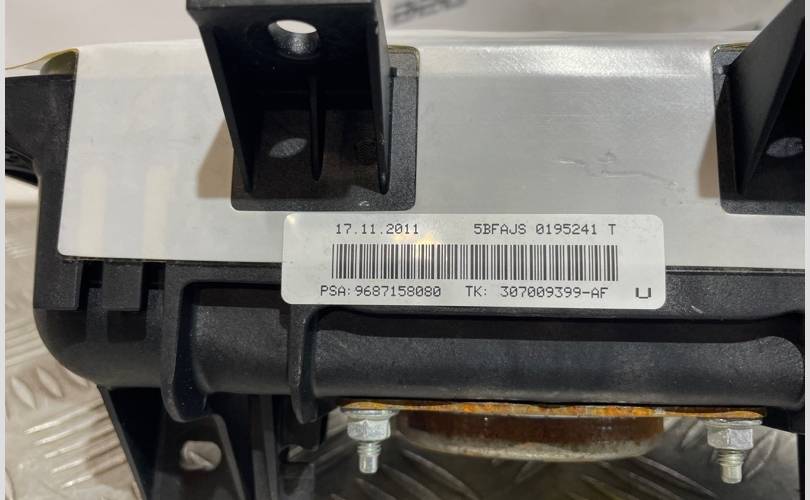 17.11.2011 5BFAJS 0195241 T
PSA: 9687158080 TK: 307009399-AF U